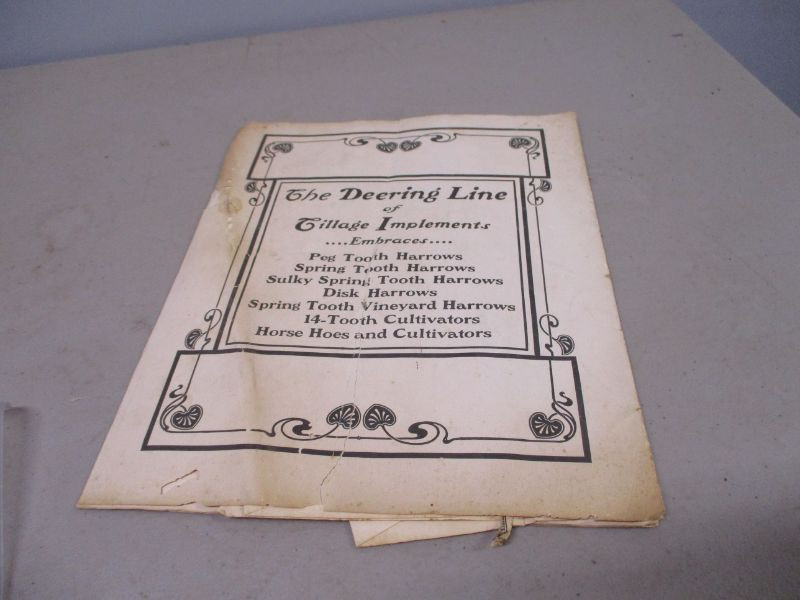 The Deering Line
of
Tillage Implements
....Embraces....
Peg Tooth Harrows
Spring Tooth Harrows
Sulky Spring Tooth Harrows
Disk Harrows
Spring Tooth Vineyard Harrows
14-Tooth Cultivators
Horse Hoes and Cultivators